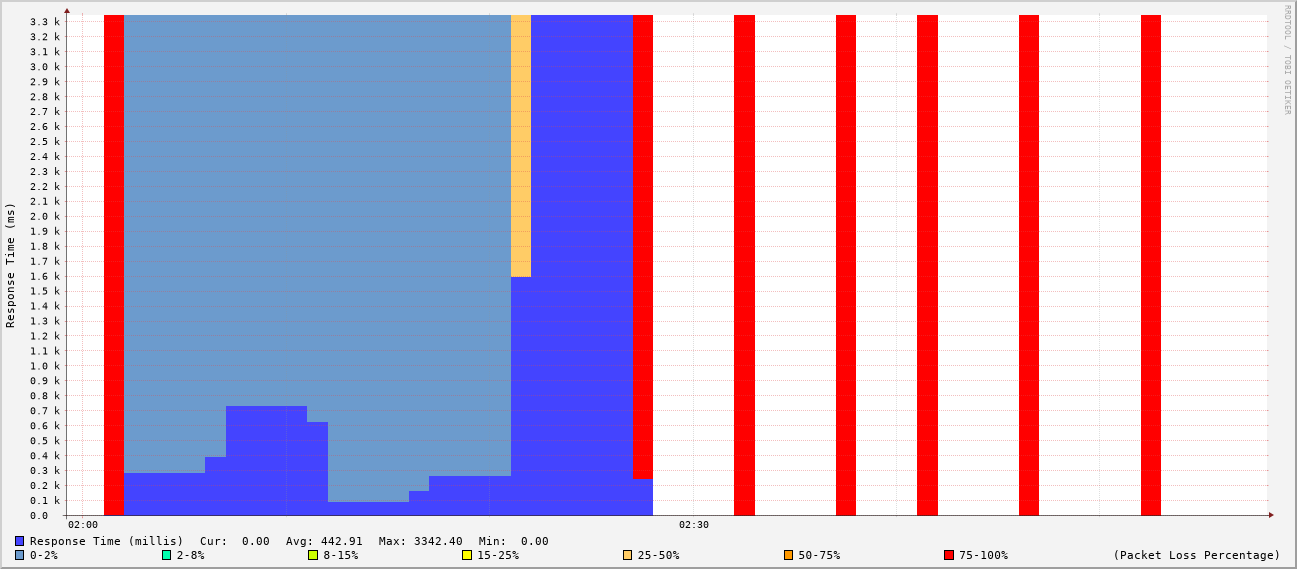 RRDTOOL / TOBI OETIKER
Response Time (ms)
3.3 k
3.2 k
3.1 k
3.0 k
2.9 k
2.8 k
2.7 k
2.6 k
2.5 k
2.4 k
2.3 k
2.2 k
2.1 k
2.0 k
1.9 k
1.8 k
1.7 k
1.6 k
1.5 k
1.4 k
1.3 k
1.2 k
1.1 k
1.0 k
0.9 k
0.8 k
0.7 k
0.6 k
0.5 k
0.4 k
0.3 k
0.2 k
0.1 k
0.0
02:00 02:30
Response Time (millis) Cur: 0.00 Avg: 442.91 Max: 3342.40 Min: 0.00
0-2% 2-8% 8-15% 15-25% 25-50% 50-75% 75-100% (Packet Loss Percentage)